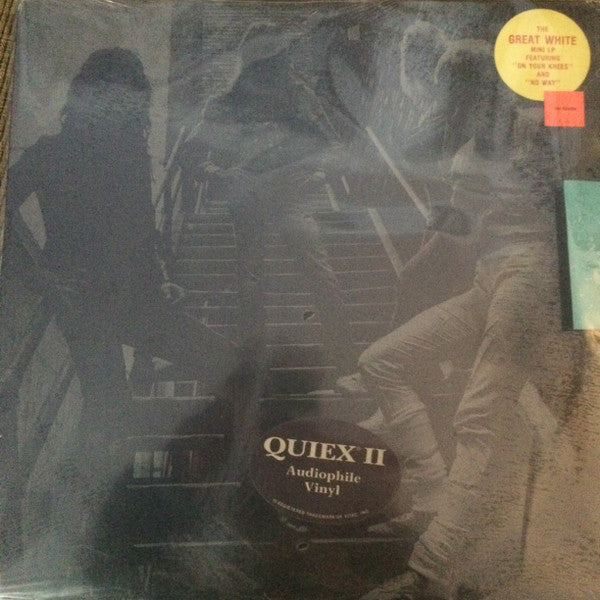 THE
GREAT WHITE
MINI LP
FEATURING
"ON YOUR KNEES"
AND
"NO WAY"
QUIEX II
Audiophile
Vinyl